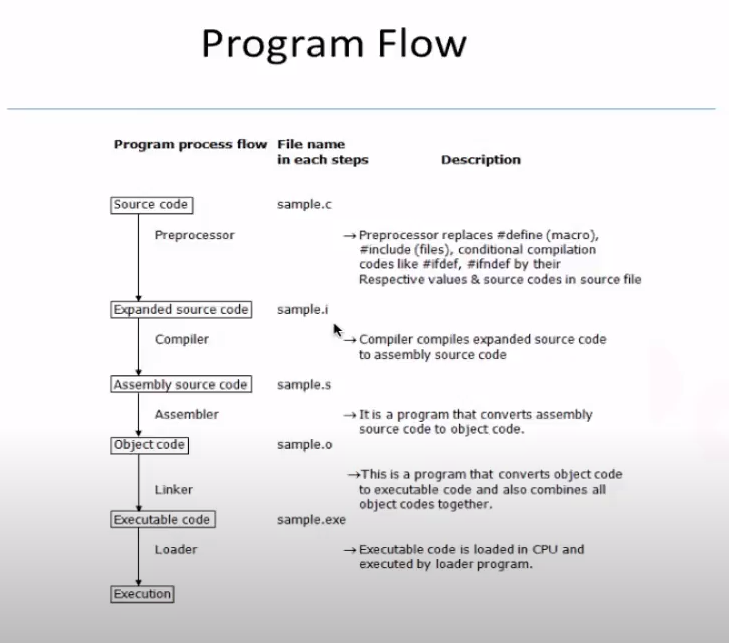 Program Flow
Program process flow File name
in each steps Description
Source code sample.c
Preprocessor →Preprocessor replaces #define (macro),
#include (files), conditional compilation
codes like #ifdef, #ifndef by their
Respective values & source codes in source file
Expanded source code sample.i
Compiler →Compiler compiles expanded source code
to assembly source code
Assembly source code sample.s
Assembler →It is a program that converts assembly
source code to object code.
Object code sample.o
→This is a program that converts object code
Linker to executable code and also combines all
object codes together.
Executable code sample.exe
Loader →Executable code is loaded in CPU and
executed by loader program.
Execution